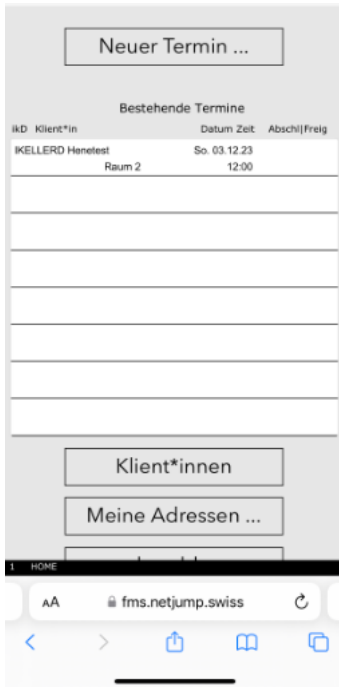 Neuer Termin ...
Bestehende Termine
ikD Klient*in Datum Zeit Abschl|Freig
IKELLERD Henetest So. 03.12.23
Raum 2 12:00
Klient*innen
Meine Adressen ...
1 HOME
AA fms.netjump.swiss